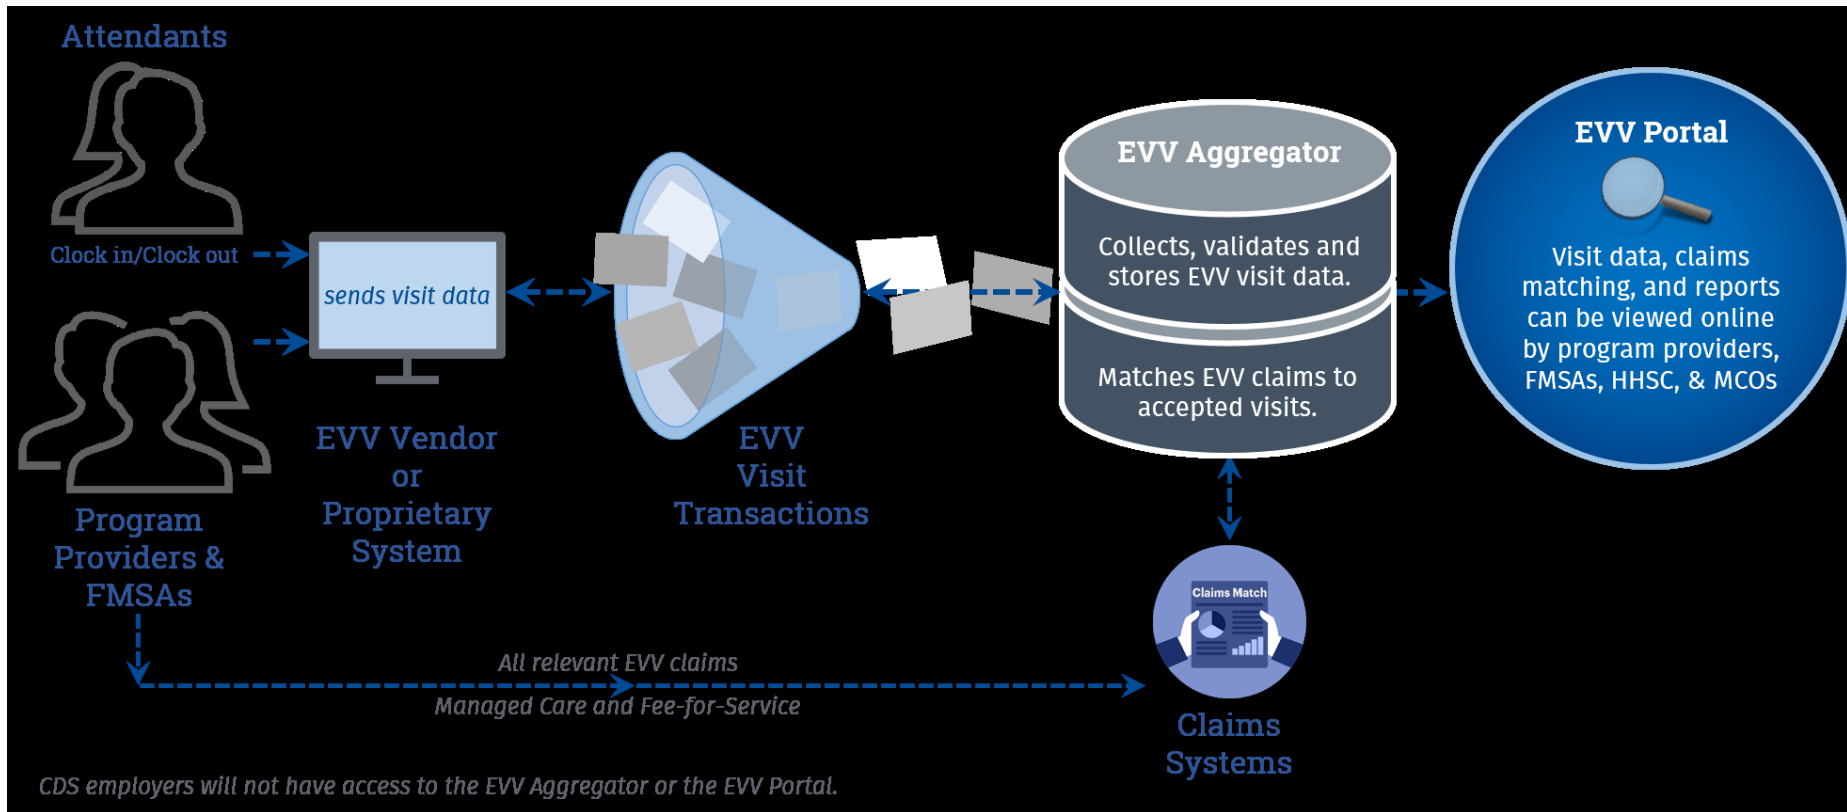 Attendants
Clock in/Clock out
sends visit data
Program
Providers &
FMSAs
EVV Vendor
or
Proprietary
System
EVV
Visit
Transactions
EVV Aggregator
Collects, validates and
stores EVV visit data.
Matches EVV claims to
accepted visits.
EVV Portal
Visit data, claims
matching, and reports
can be viewed online
by program providers,
FMSAs, HHSC, & MCOs
Claims Match
Claims
Systems
All relevant EVV claims
Managed Care and Fee-for-Service
CDS employers will not have access to the EVV Aggregator or the EVV Portal.